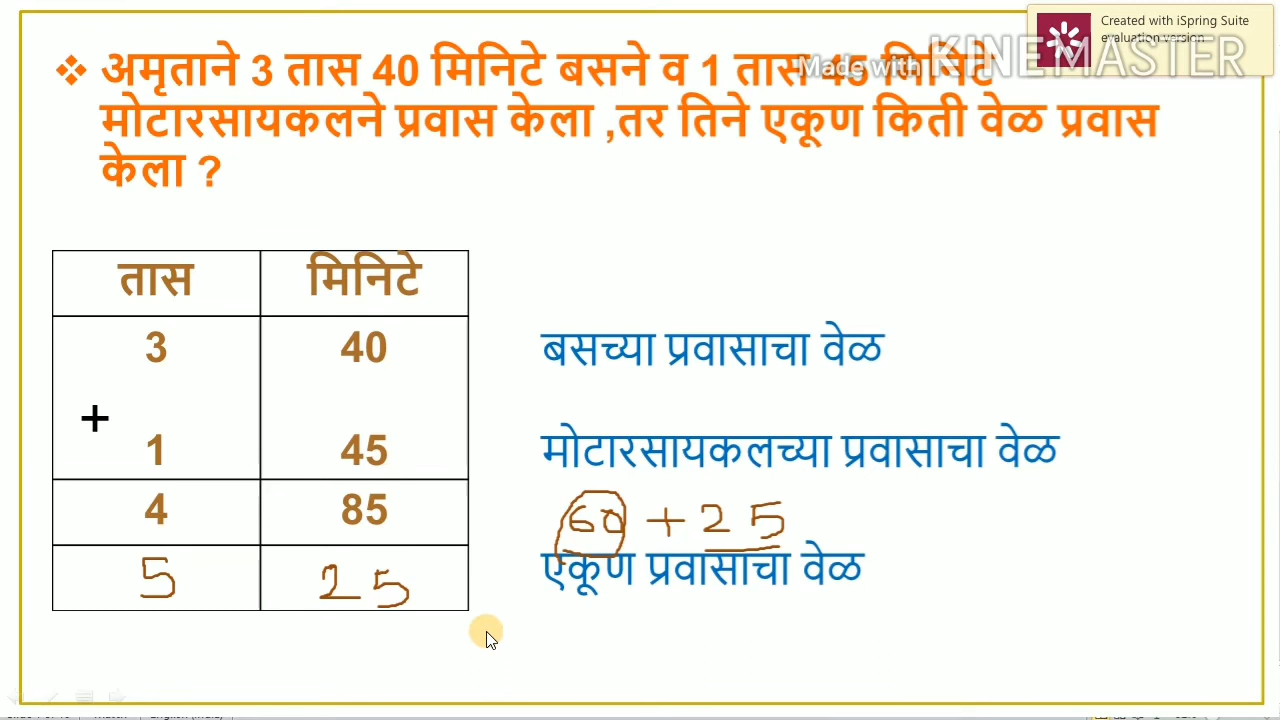 Created with iSpring Suite
evaluation version
Made with KINEMASTER
❖ अमृताने 3 तास 40 मिनिटे बसने व 1 तास 45 मिनिटे
मोटारसायकलने प्रवास केला ,तर तिने एकूण किती वेळ प्रवास
केला ?
तास मिनिटे
3 40 बसच्या प्रवासाचा वेळ
+
1 45 मोटारसायकलच्या प्रवासाचा वेळ
4 85 60 + 25
5 25 एकूण प्रवासाचा वेळ